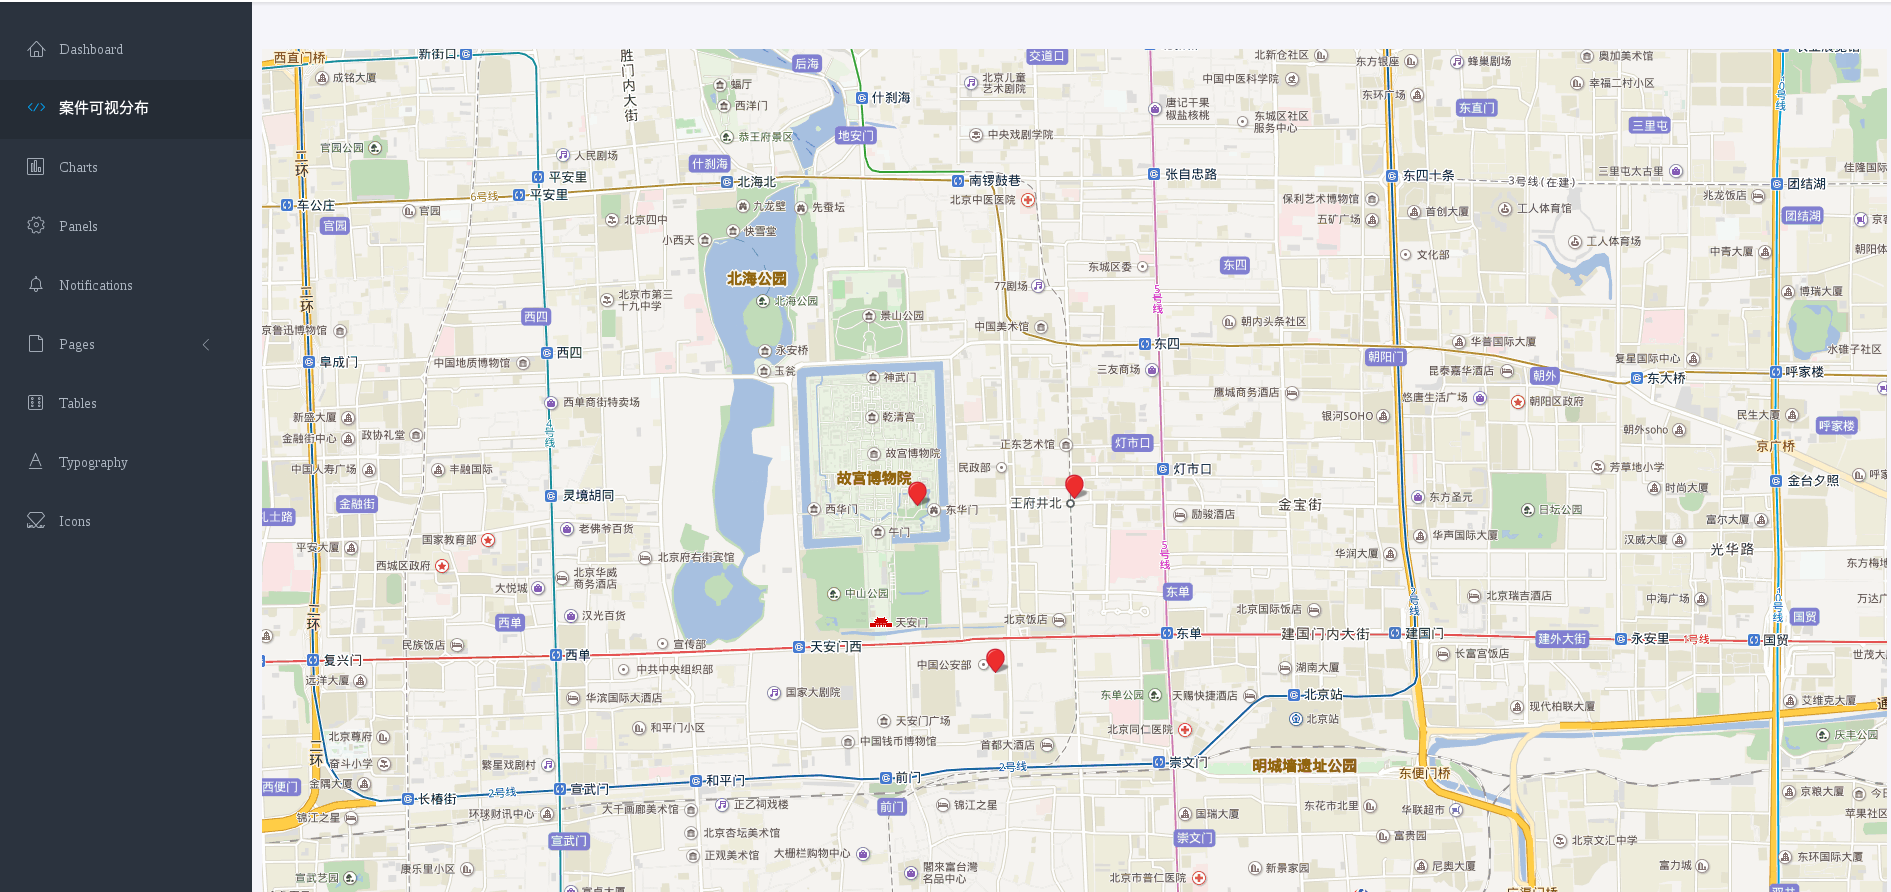 Dashboard
案件可视分布
Charts
Panels
Notifications
Pages
Tables
Typography
Icons
西直门桥
新街口
胜门内大街
后海
交道口
北新仓社区
东方银座
蜂巢剧场
奥加美术馆
成铭大厦
蝠厅
北京儿童
艺术剧院
中国中医科学院
幸福二村小区
10号线
西洋门
什刹海
唐记干果
椒盐核桃
东环广场
东直门
恭王府景区
地安门
中央戏剧学院
东城区社区
服务中心
三里屯
官园公园
二环
人民剧场
什刹海
三里屯太古里
佳隆国际
平安里
北海北
南锣鼓巷
张自忠路
东四十条
3号线(在建)
团结湖
车公庄
6号线
平安里
北京中医医院
保利艺术博物馆
兆龙饭店
官园
官园
北京四中
九龙壁
先蚕坛
五矿广场
首创大厦
工人体育馆
团结湖
小西天
快雪堂
文化部
工人体育场
中青大厦
朝阳体
北海公园
东城区委
东四
二环
北京市第三
十九中学
北海公园
77剧场
5号线
博瑞大厦
西四
景山公园
朝内头条社区
京鲁迅博物馆
中国美术馆
华普国际大厦
水碓子社区
阜成门
中国地质博物馆
西四
永安桥
东四
朝阳门
复星国际中心
玉瓮
神武门
三友商场
昆泰嘉华酒店
朝外
东大桥
呼家楼
西单商街特卖场
鹰城商务酒店
悠唐生活广场
朝阳区政府
新盛大厦
乾清宫
银河SOHO
民生大厦
呼家楼
金融街中心
政协礼堂
4号线
正东艺术馆
灯市口
朝外soho
京广桥
故宫博物院
中国人寿广场
丰融国际
民政部
灯市口
芳草地小学
故宫博物院
金台夕照
金融街
灵境胡同
时尚大厦
王府井北
金宝街
东方圣元
扎士路
西华门
东华门
励骏酒店
日坛公园
富尔大厦
老佛爷百货
午门
国家教育部
华声国际大厦
汉威大厦
平安大厦
北京府右街宾馆
5号线
华润大厦
光华路
西城区政府
东方梅地
北京华威
商务酒店
大悦城
中山公园
东单
2号线
北京瑞吉酒店
中海广场
10号线
万达广
二环
汉光百货
北京国际饭店
西单
天安门
北京饭店
国贸
民族饭店
宣传部
天安门西
东单
建国门内大街
建国门
建外大街
永安里
1号线
国贸
复兴门
西单
中国公安部
长富宫饭店
世茂大
中共中央组织部
湖南大厦
远洋大厦
华滨国际大酒店
国家大剧院
东单公园
天赐快捷酒店
北京站
艾维克大厦
现代柏联大厦
天安门广场
北京站
和平门小区
北京同仁医院
北京尊府
中国钱币博物馆
首都大酒店
庆丰公园
二环
奋斗小学
繁星戏剧村
2号线
崇文门
明城墙遗址公园
东便门桥
金隅大厦
和平门
前门
西便门
宣武门
2号线
长椿街
京粮大厦
正乙祠戏楼
前门
锦江之星
东花市北里
华联超市
锦江之星
环球财讯中心
大千画廊美术馆
国瑞大厦
苹果社区
宣武门
北京杏坛美术馆
崇文门
富贵园
北京文汇中学
正观美术馆
大栅栏购物中心
康乐里小区
閤來富台灣
名品中心
新景家园
尼奥大厦
富力城
东环国际大厦
宣武艺园
北京市普仁医院
双井